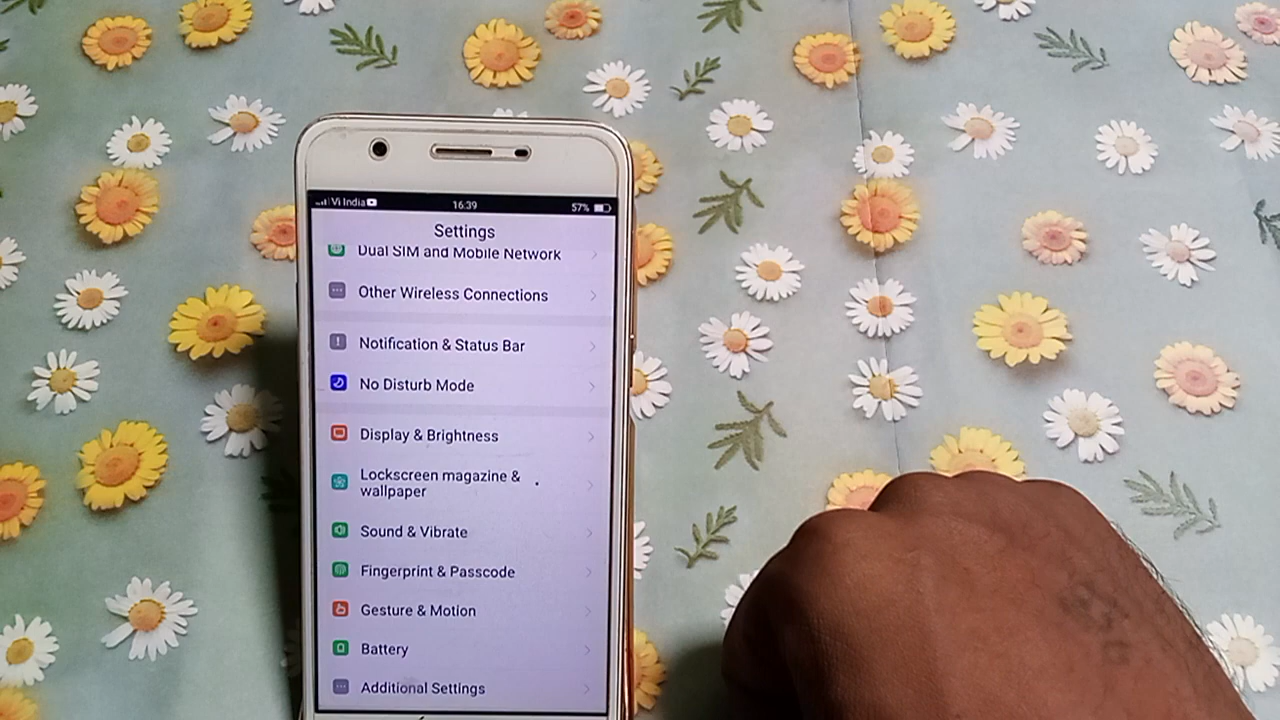 Vi India
16:39
57%
Settings
Dual SIM and Mobile Network
Other Wireless Connections
Notification & Status Bar
No Disturb Mode
Display & Brightness
Lockscreen magazine &
wallpaper
Sound & Vibrate
Fingerprint & Passcode
Gesture & Motion
Battery
Additional Settings